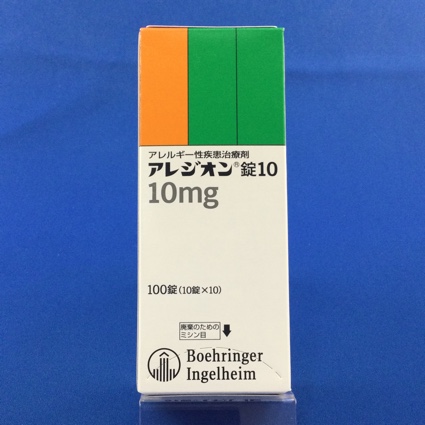 アレルギー性疾患治療剤
アレジオン®錠10
10mg
100錠(10錠×10)
廃棄のための
ミシン目
Boehringer
Ingelheim